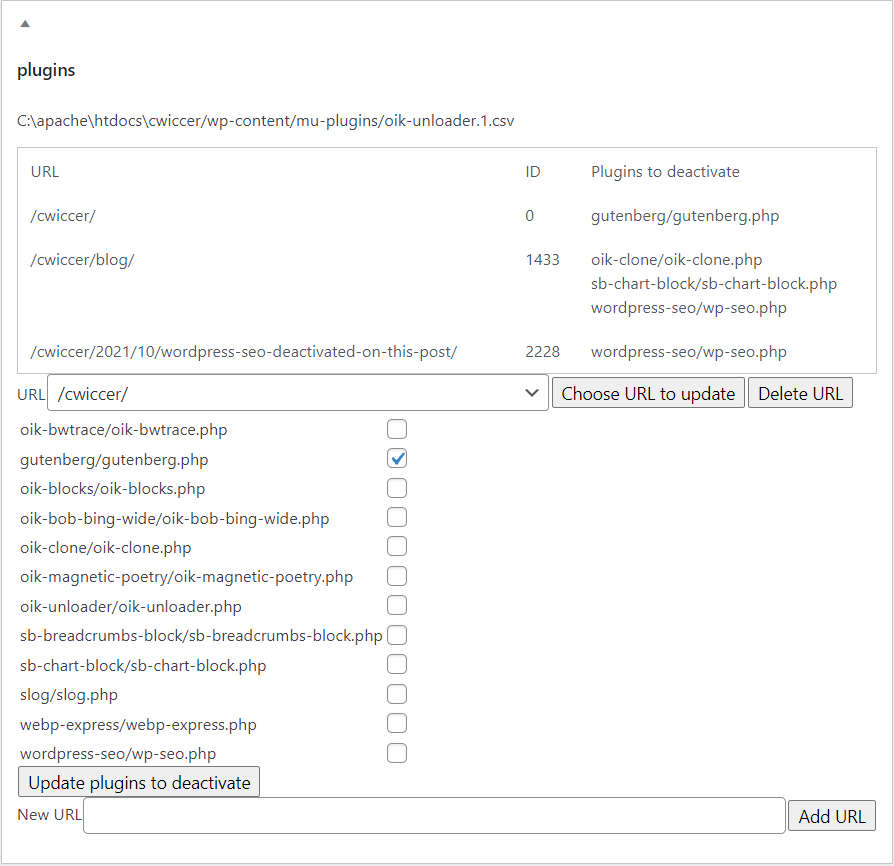 plugins
C:\apache\htdocs\cwiccer/wp-content/mu-plugins/oik-unloader.1.csv
URL ID Plugins to deactivate
/cwiccer/ 0 gutenberg/gutenberg.php
/cwiccer/blog/ 1433 oik-clone/oik-clone.php
sb-chart-block/sb-chart-block.php
wordpress-seo/wp-seo.php
/cwiccer/2021/10/wordpress-seo-deactivated-on-this-post/ 2228 wordpress-seo/wp-seo.php
URL /cwiccer/ Choose URL to update Delete URL
oik-bwtrace/oik-bwtrace.php
gutenberg/gutenberg.php
oik-blocks/oik-blocks.php
oik-bob-bing-wide/oik-bob-bing-wide.php
oik-clone/oik-clone.php
oik-magnetic-poetry/oik-magnetic-poetry.php
oik-unloader/oik-unloader.php
sb-breadcrumbs-block/sb-breadcrumbs-block.php
sb-chart-block/sb-chart-block.php
slog/slog.php
webp-express/webp-express.php
wordpress-seo/wp-seo.php
Update plugins to deactivate
New URL Add URL